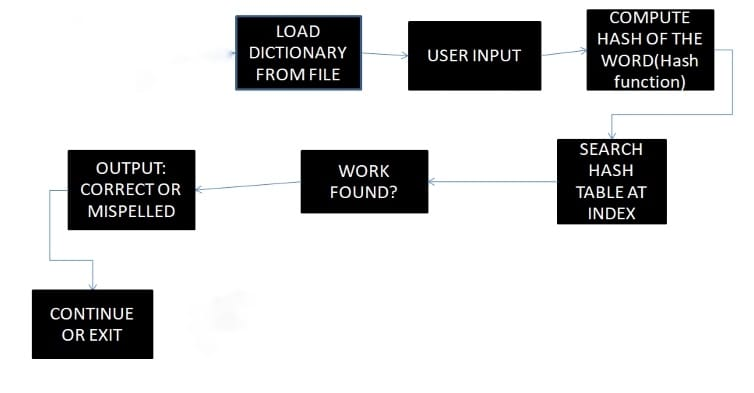 LOAD
DICTIONARY
FROM FILE
USER INPUT
COMPUTE
HASH OF THE
WORD(Hash
function)
SEARCH
HASH
TABLE AT
INDEX
WORK
FOUND?
OUTPUT:
CORRECT OR
MISPELLED
CONTINUE
OR EXIT